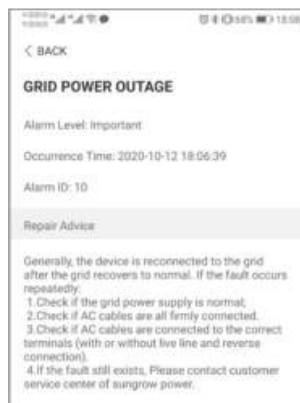 58% 18:58
< BACK
GRID POWER OUTAGE
Alarm Level: Important
Occurrence Time: 2020-10-12 18:06:39
Alarm ID: 10
Repair Advice
Generally, the device is reconnected to the grid
after the grid recovers to normal. If the fault occurs
repeatedly:
1.Check if the grid power supply is normal;
2.Check if AC cables are all firmly connected.
3.Check if AC cables are connected to the correct
terminals (with or without live line and reverse
connection).
4.If the fault still exists, Please contact customer
service center of sungrow power.